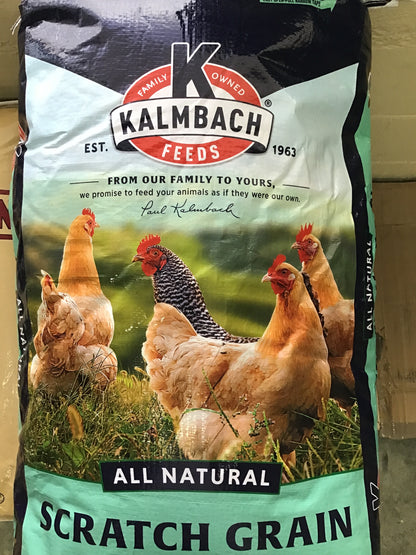 K
FAMILY OWNED
KALMBACH®
FEEDS
EST. 1963
FROM OUR FAMILY TO YOURS,
we promise to feed your animals as if they were our own.
Paul Kalmbach
ALL NATURAL
ALL NATURAL
ALL NATURAL
SCRATCH GRAIN